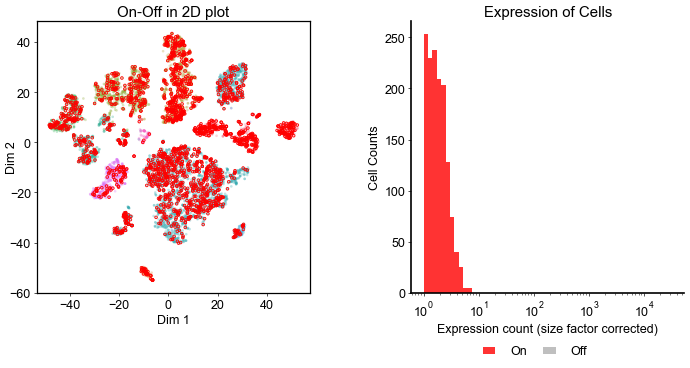 On-Off in 2D plot
Dim 2
40
20
0
−20
−40
−60
−40
−20
0
20
40
Dim 1
Expression of Cells
Cell Counts
250
200
150
100
50
0
10⁰
10¹
10²
10³
10⁴
Expression count (size factor corrected)
On
Off